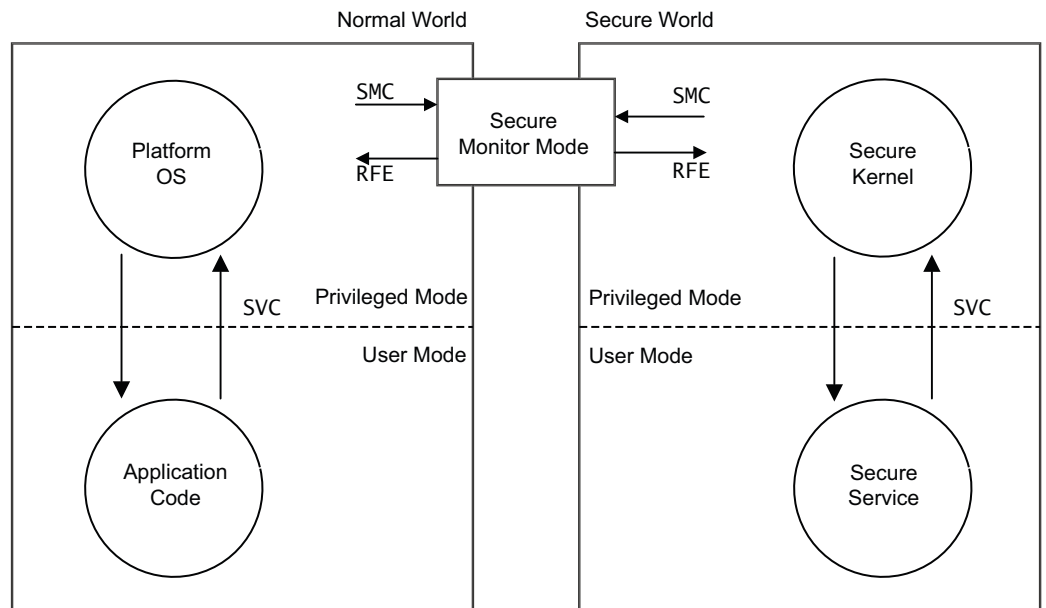 Normal World
Secure World
SMC
SMC
Secure
Monitor Mode
Platform
OS
Secure
Kernel
RFE
RFE
SVC
Privileged Mode
Privileged Mode
SVC
User Mode
User Mode
Application
Code
Secure
Service